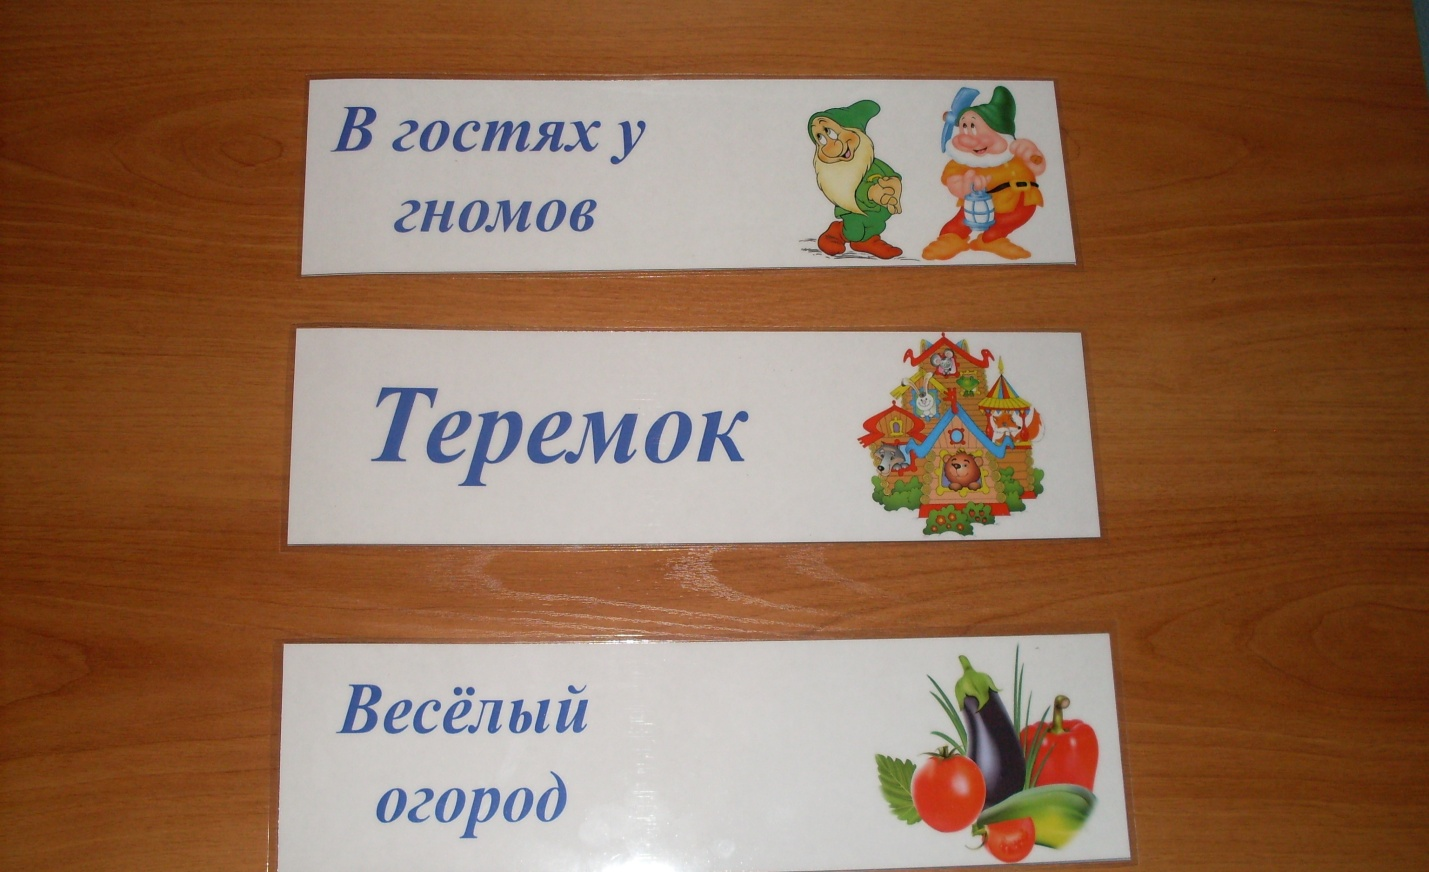 В гостях у
гномов
Теремок
Весёлый
огород